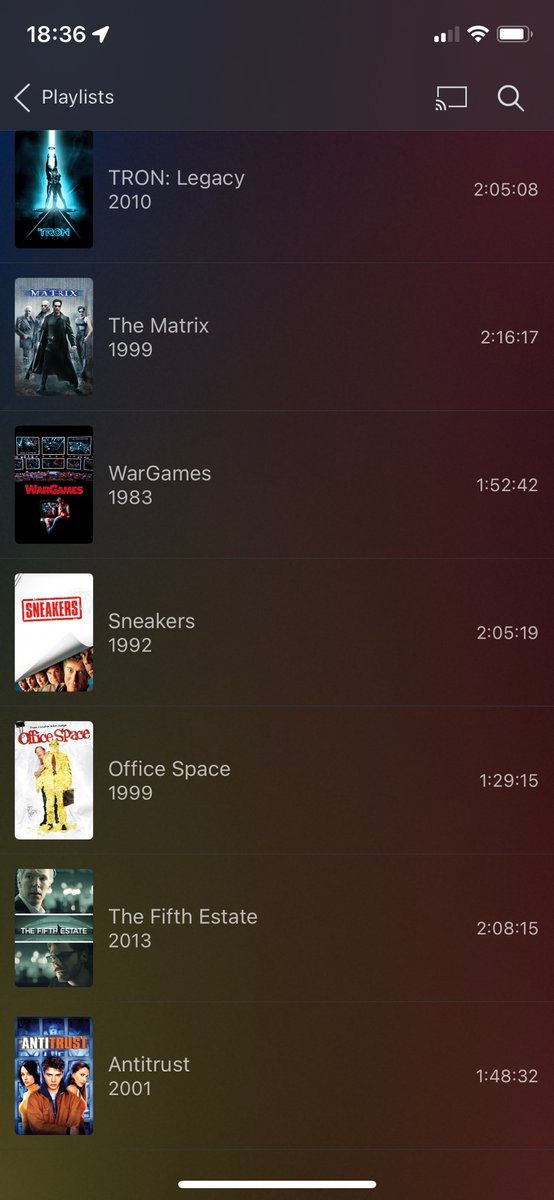 18:36
Playlists
TRON
TRON: Legacy
2010
2:05:08
MATRIX
The Matrix
1999
2:16:17
WARGAMES
WarGames
1983
1:52:42
SNEAKERS
Sneakers
1992
2:05:19
Office Space
Office Space
1999
1:29:15
THE FIFTH ESTATE
The Fifth Estate
2013
2:08:15
ANTITRUST
Antitrust
2001
1:48:32